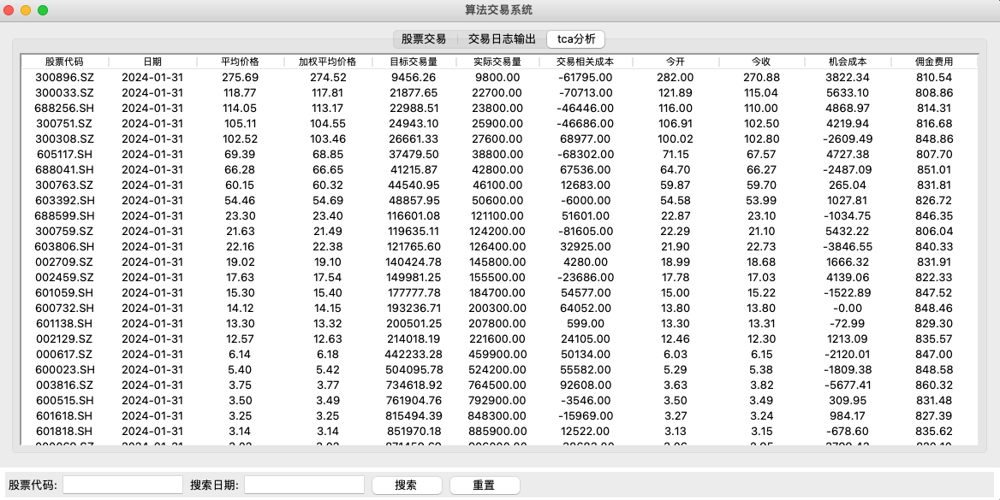 算法交易系统
股票交易 交易日志输出 tca分析
股票代码 日期 平均价格 加权平均价格 目标交易量 实际交易量 交易相关成本 今开 今收 机会成本 佣金费用
300896.SZ 2024-01-31 275.69 274.52 9456.26 9800.00 -61795.00 282.00 270.88 3822.34 810.54
300033.SZ 2024-01-31 118.77 117.81 21877.65 22700.00 -70713.00 121.89 115.04 5633.10 808.86
688256.SH 2024-01-31 114.05 113.17 22988.51 23800.00 -46446.00 116.00 110.00 4868.97 814.31
300751.SZ 2024-01-31 105.11 104.55 24943.10 25900.00 -46686.00 106.91 102.50 4219.94 816.68
300308.SZ 2024-01-31 102.52 103.46 26661.33 27600.00 68977.00 100.02 102.80 -2609.49 848.86
605117.SH 2024-01-31 69.39 68.85 37479.50 38800.00 -68302.00 71.15 67.57 4727.38 807.70
688041.SH 2024-01-31 66.28 66.65 41215.87 42800.00 67536.00 64.70 66.27 -2487.09 851.01
300763.SZ 2024-01-31 60.15 60.32 44540.95 46100.00 12683.00 59.87 59.70 265.04 831.81
603392.SH 2024-01-31 54.46 54.69 48857.95 50600.00 -6000.00 54.58 53.99 1027.81 826.72
688599.SH 2024-01-31 23.30 23.40 116601.08 121100.00 51601.00 22.87 23.10 -1034.75 846.35
300759.SZ 2024-01-31 21.63 21.49 119635.11 124200.00 -81605.00 22.29 21.10 5432.22 806.04
603806.SH 2024-01-31 22.16 22.38 121765.60 126400.00 32925.00 21.90 22.73 -3846.55 840.33
002709.SZ 2024-01-31 19.02 19.10 140424.78 145800.00 4280.00 18.99 18.68 1666.32 831.91
002459.SZ 2024-01-31 17.63 17.54 149981.25 155500.00 -23686.00 17.78 17.03 4139.06 822.33
601059.SH 2024-01-31 15.30 15.40 177777.78 184700.00 54577.00 15.00 15.22 -1522.89 847.52
600732.SH 2024-01-31 14.12 14.15 193236.71 200300.00 64052.00 13.80 13.80 -0.00 848.46
601138.SH 2024-01-31 13.30 13.32 200501.25 207800.00 599.00 13.30 13.31 -72.99 829.30
002129.SZ 2024-01-31 12.57 12.63 214018.19 221600.00 24105.00 12.46 12.30 1213.09 835.57
000617.SZ 2024-01-31 6.14 6.18 442233.28 459900.00 50134.00 6.03 6.15 -2120.01 847.00
600023.SH 2024-01-31 5.40 5.42 504095.78 524200.00 55582.00 5.29 5.38 -1809.38 848.58
003816.SZ 2024-01-31 3.75 3.77 734618.92 764500.00 92608.00 3.63 3.82 -5677.41 860.32
600515.SH 2024-01-31 3.50 3.49 761904.76 792900.00 -3546.00 3.50 3.49 309.95 831.48
601618.SH 2024-01-31 3.25 3.25 815494.39 848300.00 -15969.00 3.27 3.24 984.17 827.39
601818.SH 2024-01-31 3.14 3.14 851970.18 885900.00 12522.00 3.13 3.15 -678.60 835.62
股票代码: 搜索日期: 搜索 重置